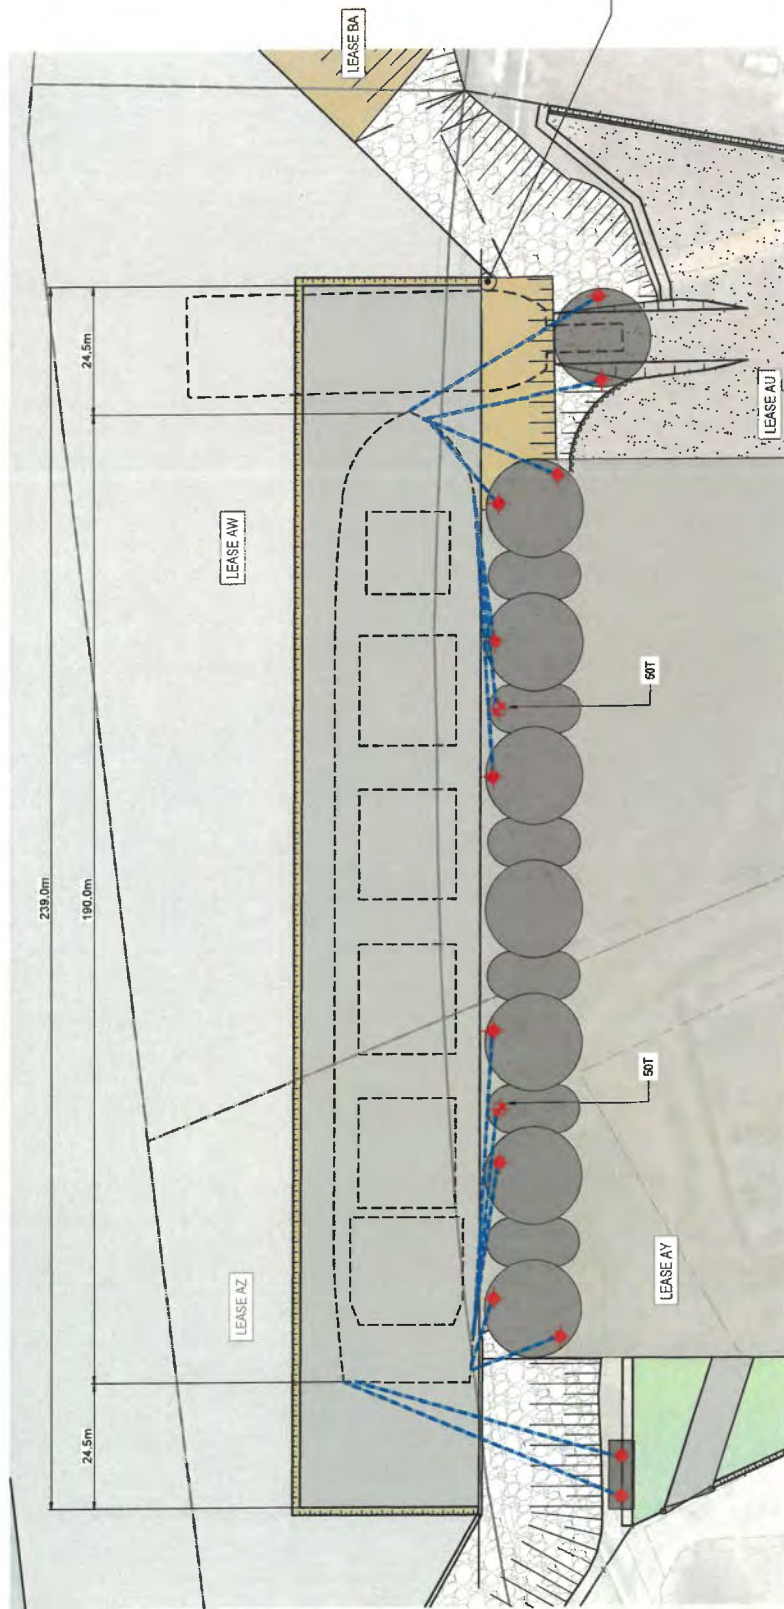 LEASE BA
24.5m
LEASE AW
239.0m
190.0m
LEASE AU
50T
50T
LEASE AZ
LEASE AY
24.5m